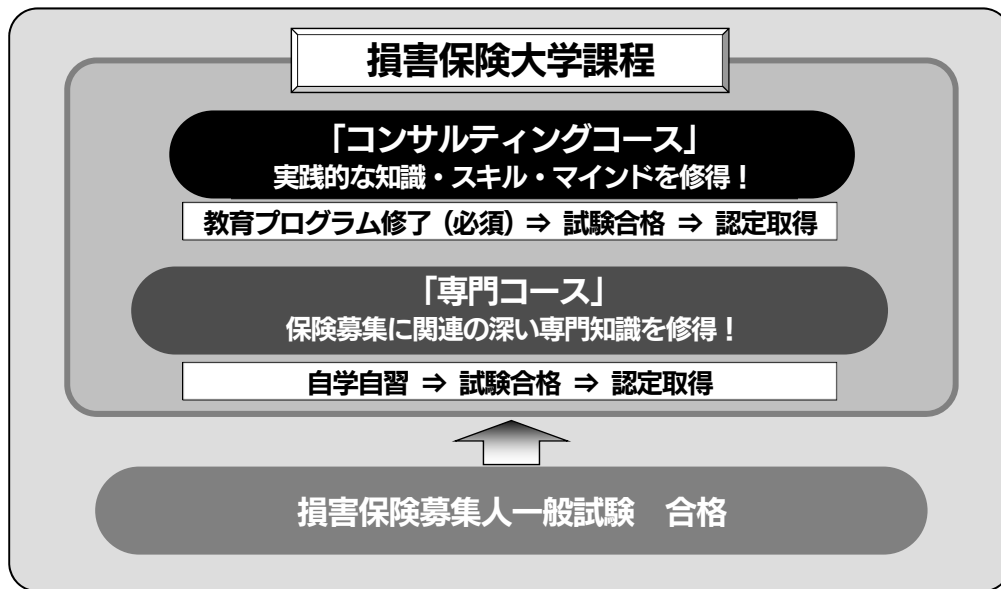 損害保険大学課程
「コンサルティングコース」
実践的な知識・スキル・マインドを修得！
教育プログラム修了（必須）⇒ 試験合格 ⇒ 認定取得
「専門コース」
保険募集に関連の深い専門知識を修得！
自学自習 ⇒ 試験合格 ⇒ 認定取得
損害保険募集人一般試験　合格